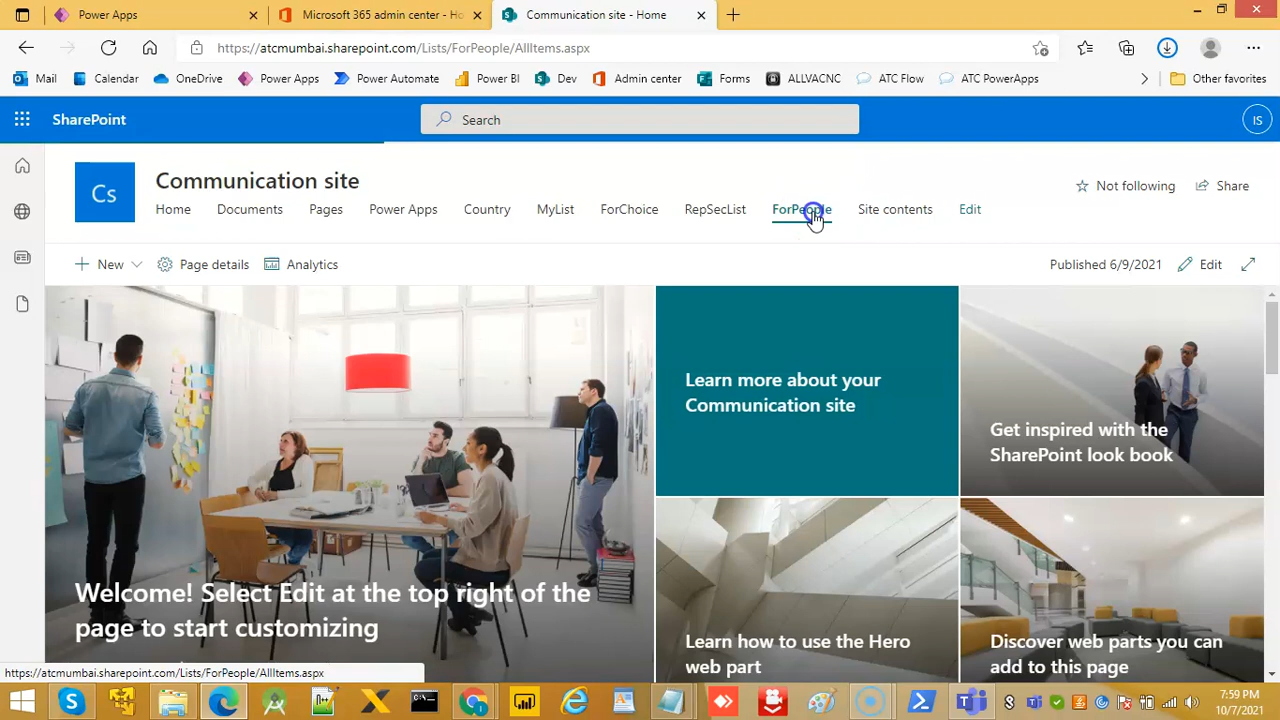 Power Apps
Microsoft 365 admin center - Ho
Communication site - Home
https://atcmumbai.sharepoint.com/Lists/ForPeople/AllItems.aspx
Mail
Calendar
OneDrive
Power Apps
Power Automate
Power BI
Dev
Admin center
Forms
ALLVACNC
ATC Flow
ATC PowerApps
Other favorites
SharePoint
Search
IS
Cs
Communication site
Not following
Share
Home
Documents
Pages
Power Apps
Country
MyList
ForChoice
RepSecList
ForPeople
Site contents
Edit
New
Page details
Analytics
Published 6/9/2021
Edit
Learn more about your
Communication site
Get inspired with the
SharePoint look book
Welcome! Select Edit at the top right of the
page to start customizing
Learn how to use the Hero
web part
Discover web parts you can
add to this page
https://atcmumbai.sharepoint.com/Lists/ForPeople/AllItems.aspx
7:59 PM
10/7/2021